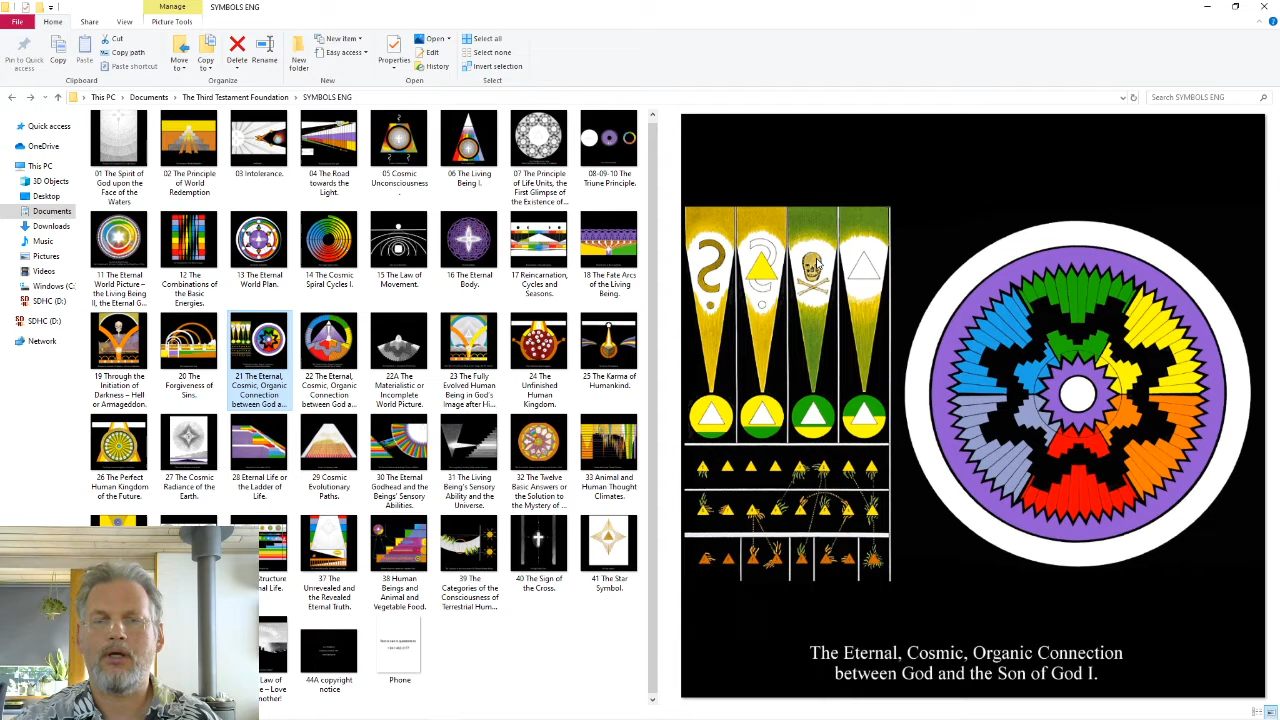 Manage
SYMBOLS ENG
File
Home
Share
View
Picture Tools
Pin to Quick access
Copy
Paste
Cut
Copy path
Paste shortcut
Clipboard
Move to
Copy to
Delete
Rename
Organize
New folder
New item
Easy access
New
Properties
Open
Edit
History
Open
Select all
Select none
Invert selection
Select
This PC
Documents
The Third Testament Foundation
SYMBOLS ENG
Search SYMBOLS ENG
Quick access
OneDrive
This PC
3D Objects
Desktop
Documents
Downloads
Music
Pictures
Videos
Windows (C:
SDHC (D:)
SDHC (D:)
Network
01 The Spirit of God upon the Face of the Waters
02 The Principle of World Redemption
03 Intolerance.
04 The Road towards the Light.
05 Cosmic Unconsciousness.
06 The Living Being I.
07 The Principle of Life Units, the First Glimpse of the Existence of...
08-09-10 The Triune Principle.
11 The Eternal World Picture – the Living Being II, the Eternal G...
12 The Combinations of the Basic Energies.
13 The Eternal World Plan.
14 The Cosmic Spiral Cycles I.
15 The Law of Movement.
16 The Eternal Body.
17 Reincarnation, Cycles and Seasons.
18 The Fate Arcs of the Living Being.
19 Through the Initiation of Darkness – Hell or Armageddon.
20 The Forgiveness of Sins.
21 The Eternal, Cosmic, Organic Connection between God a...
22 The Eternal, Cosmic, Organic Connection between God a...
22A The Materialistic or Incomplete World Picture.
23 The Fully Evolved Human Being in God's Image after Hi...
24 The Unfinished Human Kingdom.
25 The Karma of Humankind.
26 The Perfect Human Kingdom of the Future.
27 The Cosmic Radiance of the Earth.
28 Eternal Life or the Ladder of Life.
29 Cosmic Evolutionary Paths.
30 The Eternal Godhead and the Beings' Sensory Abilities.
31 The Living Being's Sensory Ability and the Universe.
32 The Twelve Basic Answers or the Solution to the Mystery of ...
33 Animal and Human Thought Climates.
Structure
nal Life.
37 The Unrevealed and the Revealed Eternal Truth.
38 Human Beings and Animal and Vegetable Food.
39 The Categories of the Consciousness of Terrestrial Hum...
40 The Sign of the Cross.
41 The Star Symbol.
Law of
e – Love
nother!
44A copyright notice
Phone
The Eternal, Cosmic, Organic Connection
between God and the Son of God I.